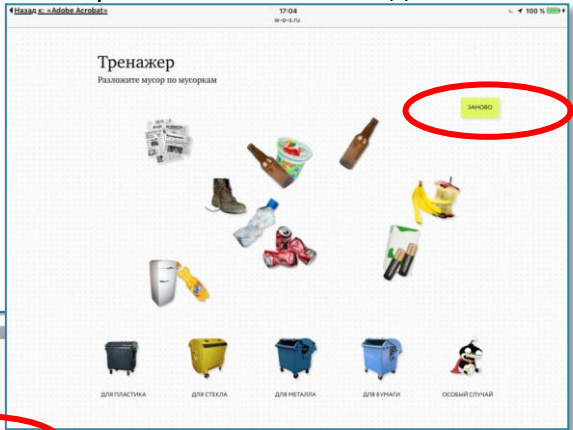 Назад к: «Adobe Acrobat»
17:04
100 %
w-o-s.ru
Тренажер
Разложите мусор по мусоркам
ЗАНОВО
ДЛЯ ПЛАСТИКА
ДЛЯ СТЕКЛА
ДЛЯ МЕТАЛЛА
ДЛЯ БУМАГИ
ОСОБЫЙ СЛУЧАЙ